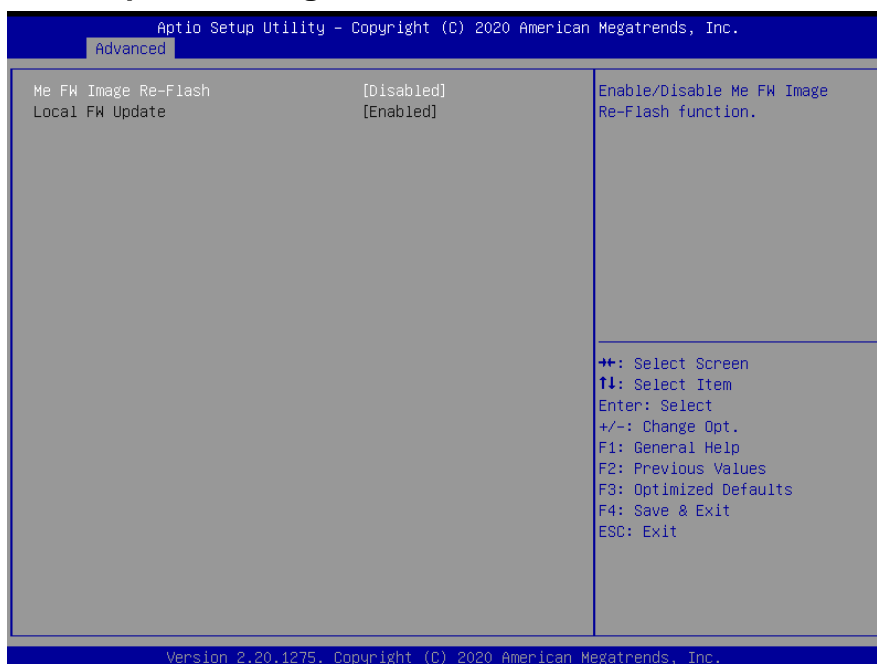 Aptio Setup Utility – Copyright (C) 2020 American Megatrends, Inc.
Advanced
Me FW Image Re-Flash [Disabled]
Local FW Update [Enabled]
Enable/Disable Me FW Image
Re-Flash function.
→←: Select Screen
↑↓: Select Item
Enter: Select
+/-: Change Opt.
F1: General Help
F2: Previous Values
F3: Optimized Defaults
F4: Save & Exit
ESC: Exit
Version 2.20.1275. Copyright (C) 2020 American Megatrends, Inc.